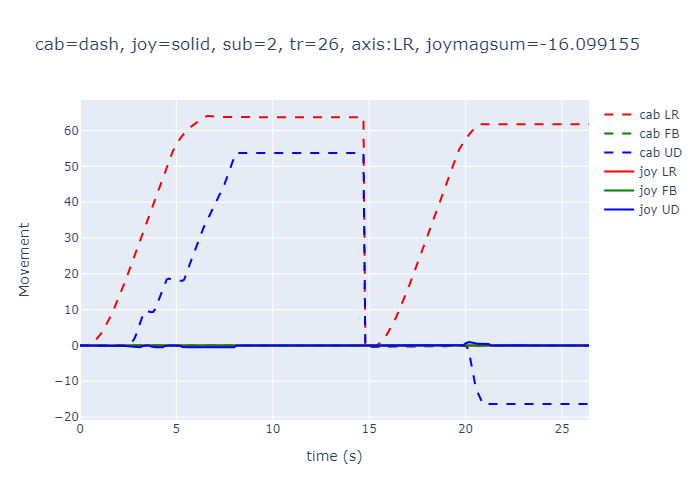 cab=dash, joy=solid, sub=2, tr=26, axis:LR, joymagsum=-16.099155
cab LR
cab FB
cab UD
joy LR
joy FB
joy UD
Movement
60
50
40
30
20
10
0
−10
−20
0 5 10 15 20 25
time (s)